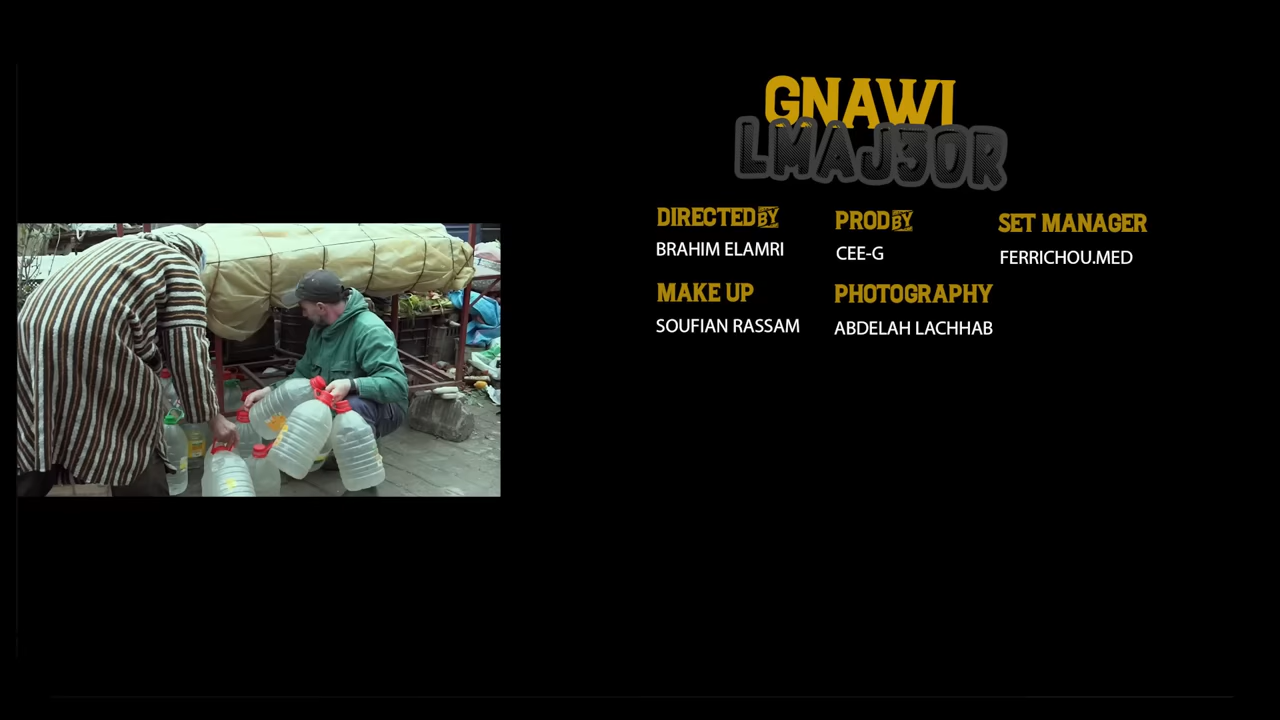 GNAWI
LMAJ3OR
DIRECTED BY
BRAHIM ELAMRI
PROD BY
CEE-G
SET MANAGER
FERRICHOU.MED
MAKE UP
SOUFIAN RASSAM
PHOTOGRAPHY
ABDELAH LACHHAB